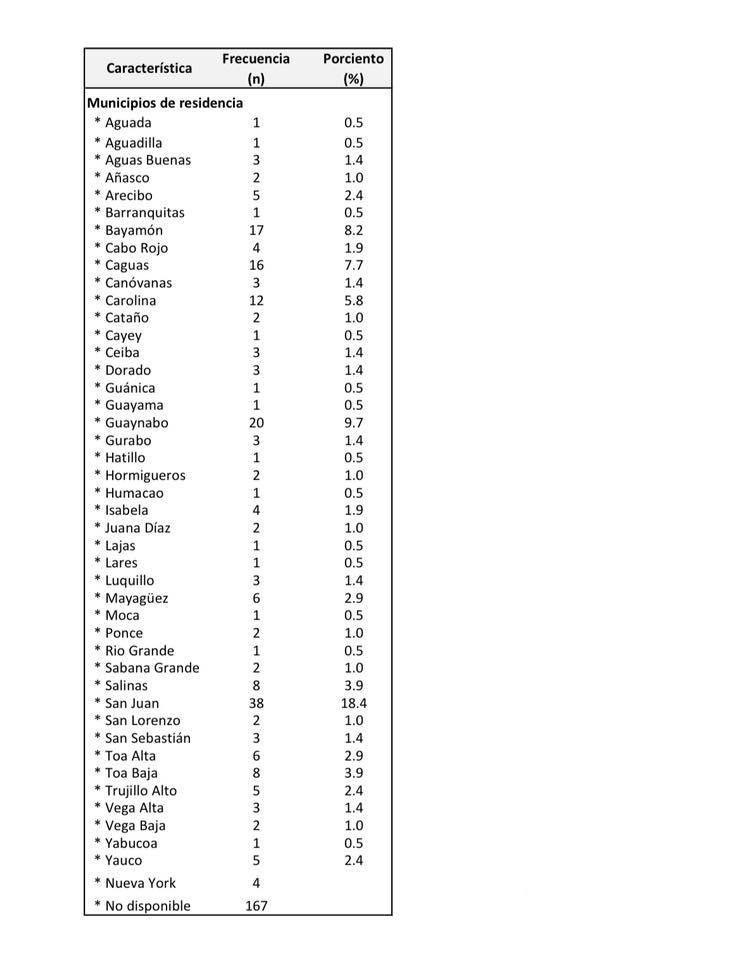 Característica Frecuencia (n) Porciento (%)
Municipios de residencia
* Aguada 1 0.5
* Aguadilla 1 0.5
* Aguas Buenas 3 1.4
* Añasco 2 1.0
* Arecibo 5 2.4
* Barranquitas 1 0.5
* Bayamón 17 8.2
* Cabo Rojo 4 1.9
* Caguas 16 7.7
* Canóvanas 3 1.4
* Carolina 12 5.8
* Cataño 2 1.0
* Cayey 1 0.5
* Ceiba 3 1.4
* Dorado 3 1.4
* Guánica 1 0.5
* Guayama 1 0.5
* Guaynabo 20 9.7
* Gurabo 3 1.4
* Hatillo 1 0.5
* Hormigueros 2 1.0
* Humacao 1 0.5
* Isabela 4 1.9
* Juana Díaz 2 1.0
* Lajas 1 0.5
* Lares 1 0.5
* Luquillo 3 1.4
* Mayagüez 6 2.9
* Moca 1 0.5
* Ponce 2 1.0
* Rio Grande 1 0.5
* Sabana Grande 2 1.0
* Salinas 8 3.9
* San Juan 38 18.4
* San Lorenzo 2 1.0
* San Sebastián 3 1.4
* Toa Alta 6 2.9
* Toa Baja 8 3.9
* Trujillo Alto 5 2.4
* Vega Alta 3 1.4
* Vega Baja 2 1.0
* Yabucoa 1 0.5
* Yauco 5 2.4
* Nueva York 4
* No disponible 167